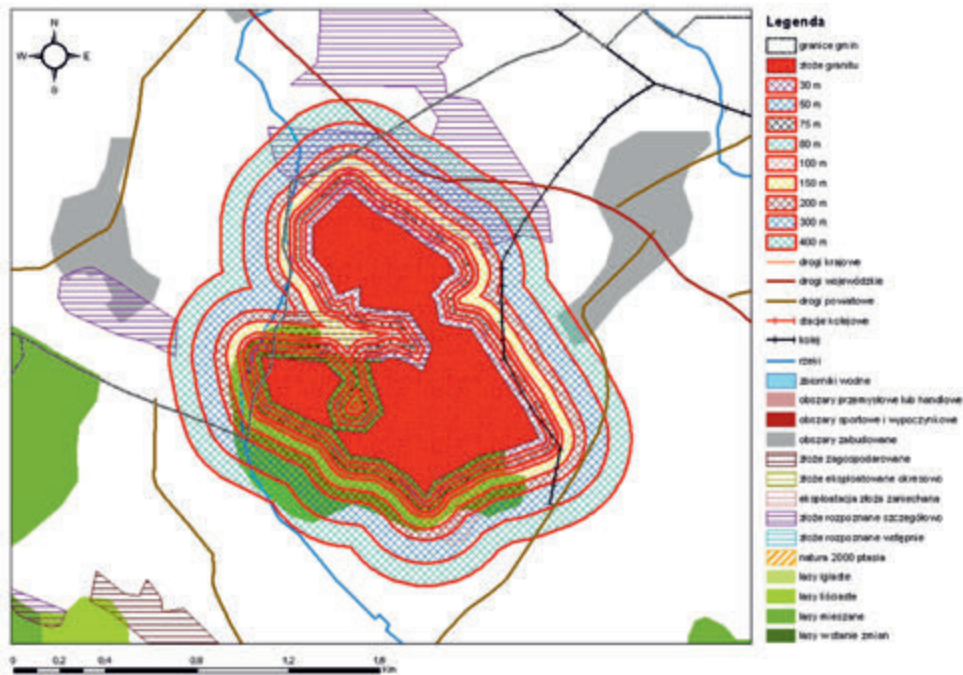 N
W
E
S
Legenda
granice gmin
złoże granitu
30 m
50 m
75 m
80 m
100 m
150 m
200 m
300 m
400 m
drogi krajowe
drogi wojewódzkie
drogi powiatowe
stacje kolejowe
kolej
rzeki
zbiorniki wodne
obszary przemysłowe lub handlowe
obszary sportowe i wypoczynkowe
obszary zabudowane
złoże zagospodarowane
złoże eksploatowane okresowo
eksploatacja złoża zaniechana
złoże rozpoznane szczegółowo
złoże rozpoznane wstępnie
natura 2000 ptasia
lasy iglaste
lasy liściaste
lasy mieszane
lasy w stanie zmian
0 0,2 0,4 0,8 1,2 1,6
Km